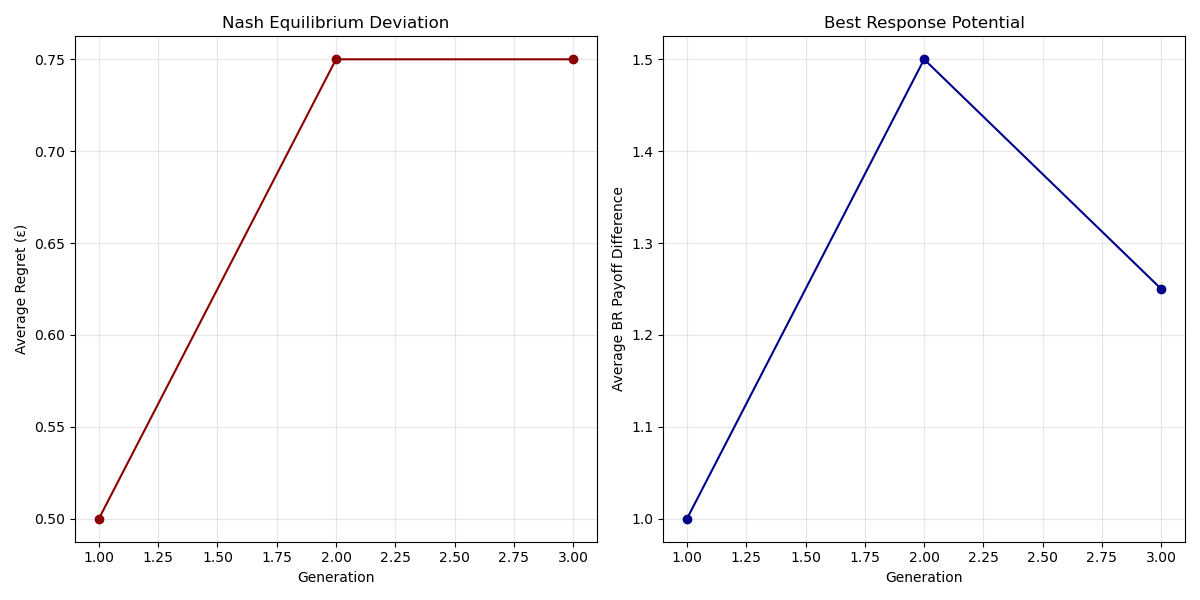 Nash Equilibrium Deviation
Average Regret (ε)
0.75
0.70
0.65
0.60
0.55
0.50
1.00 1.25 1.50 1.75 2.00 2.25 2.50 2.75 3.00
Generation
Best Response Potential
Average BR Payoff Difference
1.5
1.4
1.3
1.2
1.1
1.0
1.00 1.25 1.50 1.75 2.00 2.25 2.50 2.75 3.00
Generation